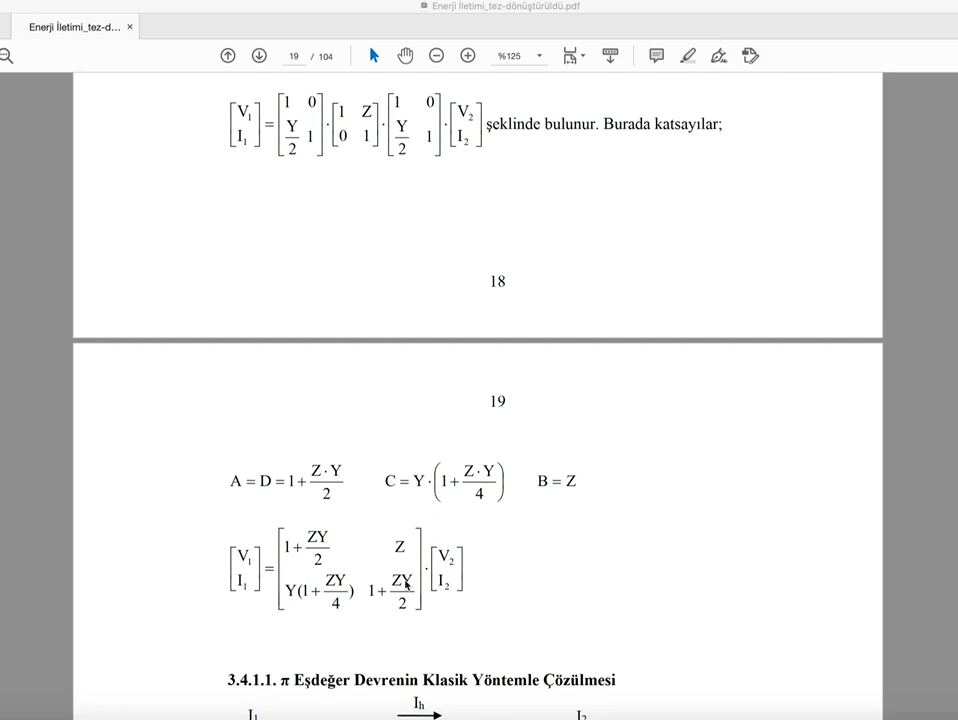 Enerji İletimi_tez-dönüştürüldü.pdf
Enerji İletimi_tez-d... ×
19 / 104 %125
[V₁ I₁] = [1 0; Y/2 1] · [1 Z; 0 1] · [1 0; Y/2 1] · [V₂ I₂] şeklinde bulunur. Burada katsayılar;
18
19
A = D = 1 + Z·Y/2 C = Y·(1 + Z·Y/4) B = Z
[V₁ I₁] = [1+ ZY/2 Z; Y(1+ ZY/4) 1+ ZY/2] · [V₂ I₂]
3.4.1.1. π Eşdeğer Devrenin Klasik Yöntemle Çözülmesi
I₁ Iₕ I₂